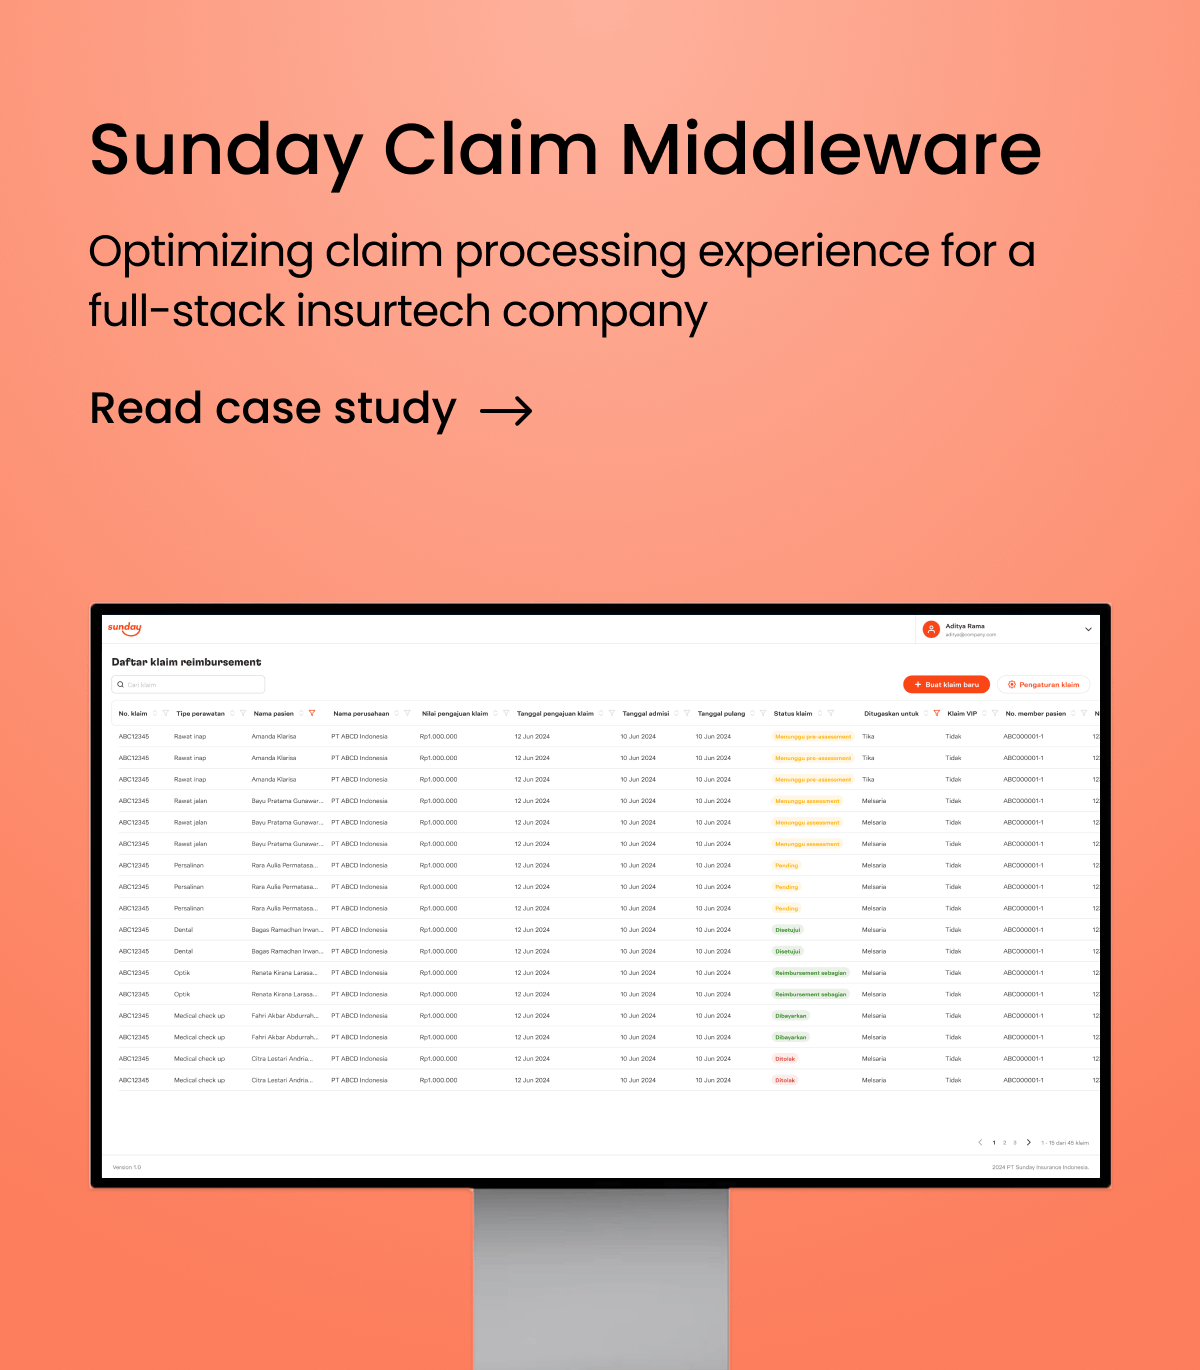 Sunday Claim Middleware
Optimizing claim processing experience for a
full-stack insurtech company
Read case study
sunday
Aditya Rama
aditya@company.com
Daftar klaim reimbursement
Cari klaim
Buat klaim baru
Pengaturan klaim
No. klaim Tipe perawatan Nama pasien Nama perusahaan Nilai pengajuan klaim Tanggal pengajuan klaim Tanggal admisi Tanggal pulang Status klaim Ditugaskan untuk Klaim VIP No. member pasien N
ABC12345 Rawat inap Amanda Klarisa PT ABCD Indonesia Rp1.000.000 12 Jun 2024 10 Jun 2024 10 Jun 2024 Menunggu pre-assessment Tika Tidak ABC000001-1 12
ABC12345 Rawat inap Amanda Klarisa PT ABCD Indonesia Rp1.000.000 12 Jun 2024 10 Jun 2024 10 Jun 2024 Menunggu pre-assessment Tika Tidak ABC000001-1 12
ABC12345 Rawat inap Amanda Klarisa PT ABCD Indonesia Rp1.000.000 12 Jun 2024 10 Jun 2024 10 Jun 2024 Menunggu pre-assessment Tika Tidak ABC000001-1 12
ABC12345 Rawat jalan Bayu Pratama Gunawar... PT ABCD Indonesia Rp1.000.000 12 Jun 2024 10 Jun 2024 10 Jun 2024 Menunggu assessment Melsaria Tidak ABC000001-1 12
ABC12345 Rawat jalan Bayu Pratama Gunawar... PT ABCD Indonesia Rp1.000.000 12 Jun 2024 10 Jun 2024 10 Jun 2024 Menunggu assessment Melsaria Tidak ABC000001-1 12
ABC12345 Rawat jalan Bayu Pratama Gunawar... PT ABCD Indonesia Rp1.000.000 12 Jun 2024 10 Jun 2024 10 Jun 2024 Menunggu assessment Melsaria Tidak ABC000001-1 12
ABC12345 Persalinan Rara Aulia Permatasa... PT ABCD Indonesia Rp1.000.000 12 Jun 2024 10 Jun 2024 10 Jun 2024 Pending Melsaria Tidak ABC000001-1 12
ABC12345 Persalinan Rara Aulia Permatasa... PT ABCD Indonesia Rp1.000.000 12 Jun 2024 10 Jun 2024 10 Jun 2024 Pending Melsaria Tidak ABC000001-1 12
ABC12345 Persalinan Rara Aulia Permatasa... PT ABCD Indonesia Rp1.000.000 12 Jun 2024 10 Jun 2024 10 Jun 2024 Pending Melsaria Tidak ABC000001-1 12
ABC12345 Dental Bagas Ramadhan Irwan... PT ABCD Indonesia Rp1.000.000 12 Jun 2024 10 Jun 2024 10 Jun 2024 Disetujui Melsaria Tidak ABC000001-1 12
ABC12345 Dental Bagas Ramadhan Irwan... PT ABCD Indonesia Rp1.000.000 12 Jun 2024 10 Jun 2024 10 Jun 2024 Disetujui Melsaria Tidak ABC000001-1 12
ABC12345 Optik Renata Kirana Larasa... PT ABCD Indonesia Rp1.000.000 12 Jun 2024 10 Jun 2024 10 Jun 2024 Reimbursement sebagian Melsaria Tidak ABC000001-1 12
ABC12345 Optik Renata Kirana Larasa... PT ABCD Indonesia Rp1.000.000 12 Jun 2024 10 Jun 2024 10 Jun 2024 Reimbursement sebagian Melsaria Tidak ABC000001-1 12
ABC12345 Medical check up Fahri Akbar Abdurrah... PT ABCD Indonesia Rp1.000.000 12 Jun 2024 10 Jun 2024 10 Jun 2024 Dibayarkan Melsaria Tidak ABC000001-1 12
ABC12345 Medical check up Fahri Akbar Abdurrah... PT ABCD Indonesia Rp1.000.000 12 Jun 2024 10 Jun 2024 10 Jun 2024 Dibayarkan Melsaria Tidak ABC000001-1 12
ABC12345 Medical check up Citra Lestari Andria... PT ABCD Indonesia Rp1.000.000 12 Jun 2024 10 Jun 2024 10 Jun 2024 Ditolak Melsaria Tidak ABC000001-1 12
ABC12345 Medical check up Citra Lestari Andria... PT ABCD Indonesia Rp1.000.000 12 Jun 2024 10 Jun 2024 10 Jun 2024 Ditolak Melsaria Tidak ABC000001-1 12
1 2 3 1 - 15 dari 45 klaim
Version 1.0
2024 PT Sunday Insurance Indonesia.